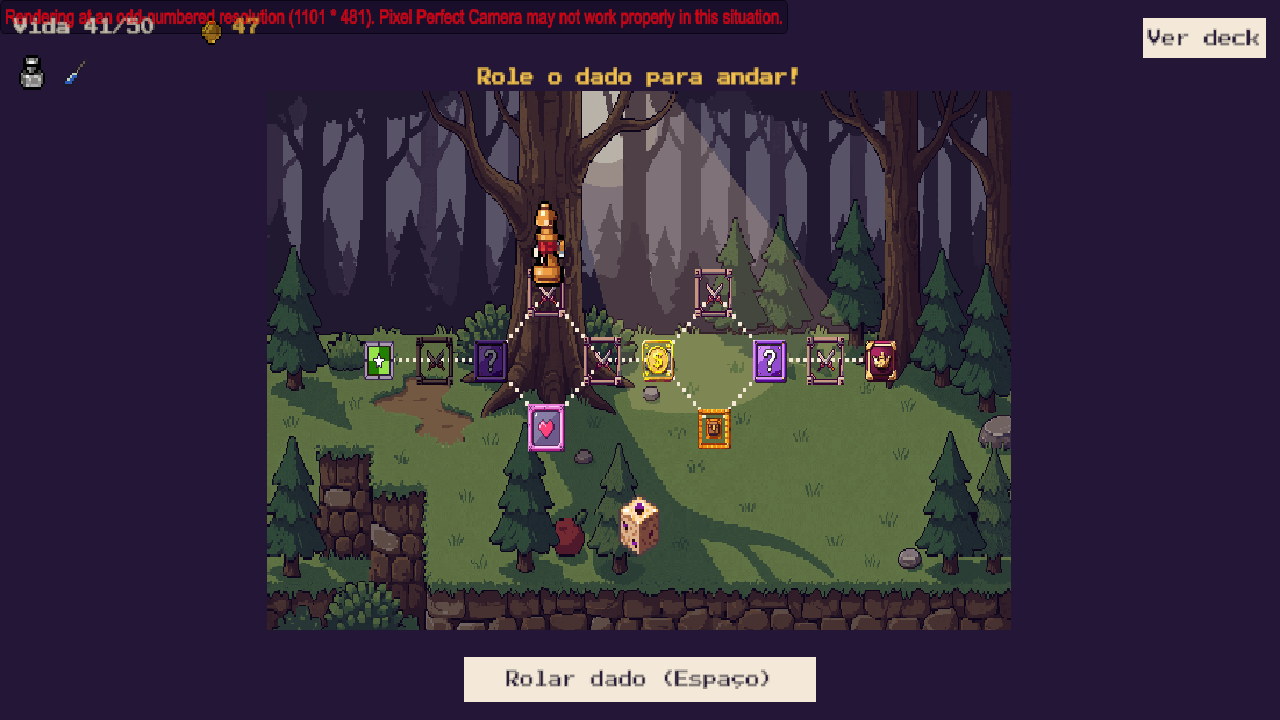 Rendering at an odd-numbered resolution (1101 * 481). Pixel Perfect Camera may not work properly in this situation.
Vida 41/50 47
Ver deck
Role o dado para andar!
? ?
Rolar dado (Espaço)